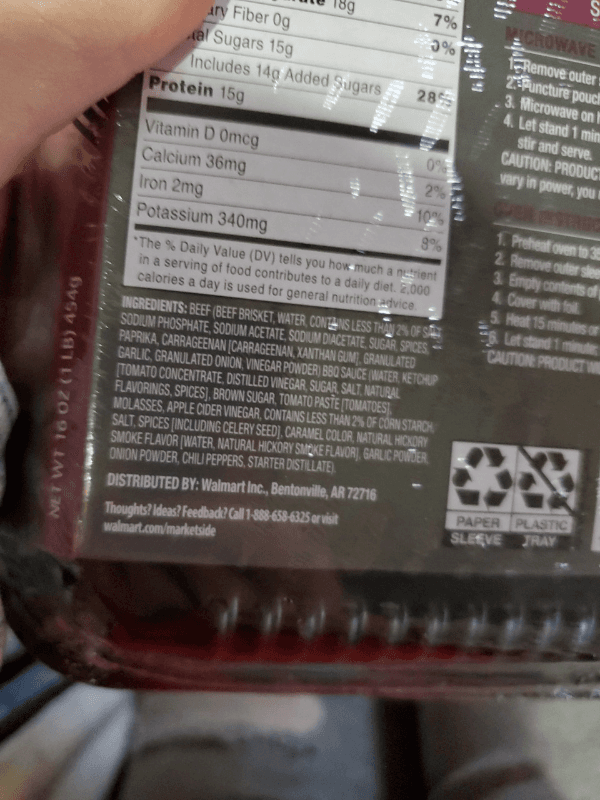 18g 7%
ary Fiber 0g 0%
tal Sugars 15g
Includes 14g Added Sugars 28%
Protein 15g
Vitamin D 0mcg 0%
Calcium 36mg 2%
Iron 2mg 10%
Potassium 340mg 8%
*The % Daily Value (DV) tells you how much a nutrient
in a serving of food contributes to a daily diet. 2,000
calories a day is used for general nutrition advice.
INGREDIENTS: BEEF (BEEF BRISKET, WATER, CONTAINS LESS THAN 2% OF SALT,
SODIUM PHOSPHATE, SODIUM ACETATE, SODIUM DIACETATE, SUGAR, SPICES,
PAPRIKA, CARRAGEENAN [CARRAGEENAN, XANTHAN GUM], GRANULATED
GARLIC, GRANULATED ONION, VINEGAR POWDER) BBQ SAUCE (WATER, KETCHUP
[TOMATO CONCENTRATE, DISTILLED VINEGAR, SUGAR, SALT, NATURAL
FLAVORINGS, SPICES], BROWN SUGAR, TOMATO PASTE [TOMATOES],
MOLASSES, APPLE CIDER VINEGAR, CONTAINS LESS THAN 2% OF CORN STARCH,
SALT, SPICES [INCLUDING CELERY SEED], CARAMEL COLOR, NATURAL HICKORY
SMOKE FLAVOR [WATER, NATURAL HICKORY SMOKE FLAVOR], GARLIC POWDER,
ONION POWDER, CHILI PEPPERS, STARTER DISTILLATE).
DISTRIBUTED BY: Walmart Inc., Bentonville, AR 72716
Thoughts? Ideas? Feedback? Call 1-888-658-6325 or visit
walmart.com/marketside
NET WT 16 OZ (1 LB) 454g
MICROWAVE
1. Remove outer
2. Puncture pouch
3. Microwave on
4. Let stand 1 min
stir and serve.
CAUTION: PRODUCT
vary in power, you
1. Preheat oven to 35
2. Remove outer slee
3. Empty contents of
4. Cover with foil.
5. Heat 15 minutes or
6. Let stand 1 minute
CAUTION: PRODUCT
PAPER PLASTIC
SLEEVE TRAY